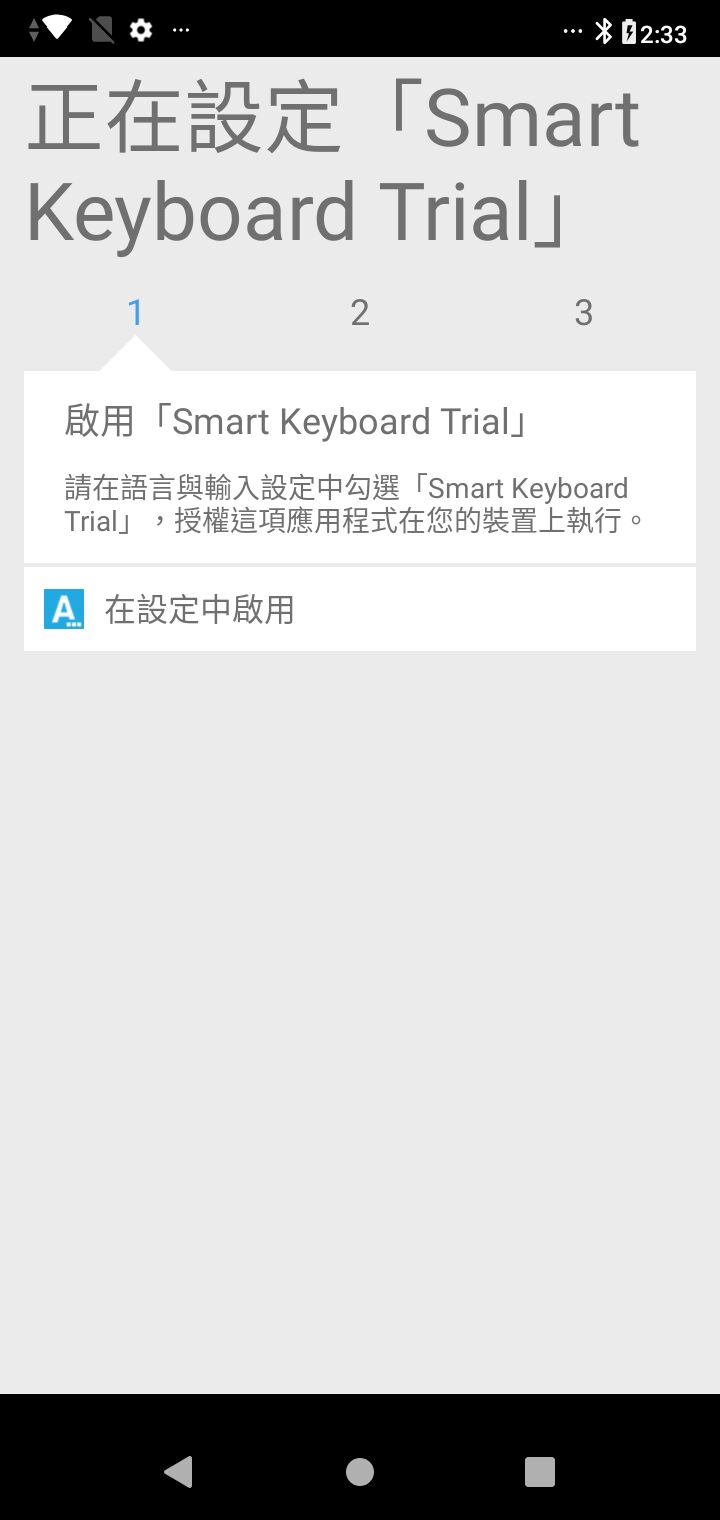 2:33
正在設定「Smart
Keyboard Trial」
1 2 3
啟用「Smart Keyboard Trial」
請在語言與輸入設定中勾選「Smart Keyboard
Trial」，授權這項應用程式在您的裝置上執行。
A 在設定中啟用